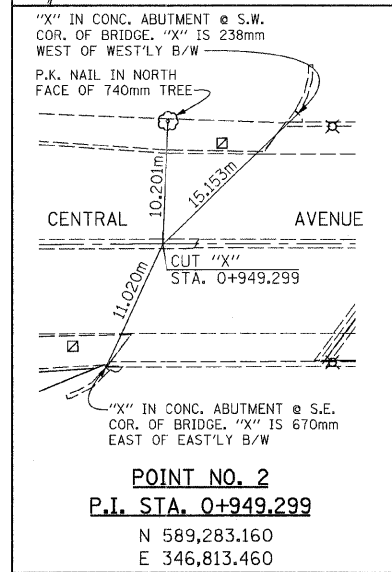 "X" IN CONC. ABUTMENT @ S.W.
COR. OF BRIDGE. "X" IS 238mm
WEST OF WEST'LY B/W
P.K. NAIL IN NORTH
FACE OF 740mm TREE
10.201m
15.153m
CENTRAL AVENUE
CUT "X"
STA. 0+949.299
11.020m
"X" IN CONC. ABUTMENT @ S.E.
COR. OF BRIDGE. "X" IS 670mm
EAST OF EAST'LY B/W
POINT NO. 2
P.I. STA. 0+949.299
N 589,283.160
E 346,813.460